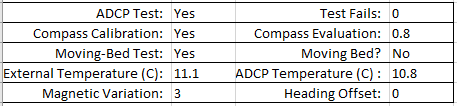 ADCP Test: Yes Test Fails: 0
Compass Calibration: Yes Compass Evaluation: 0.8
Moving-Bed Test: Yes Moving Bed? No
External Temperature (C): 11.1 ADCP Temperature (C) : 10.8
Magnetic Variation: 3 Heading Offset: 0